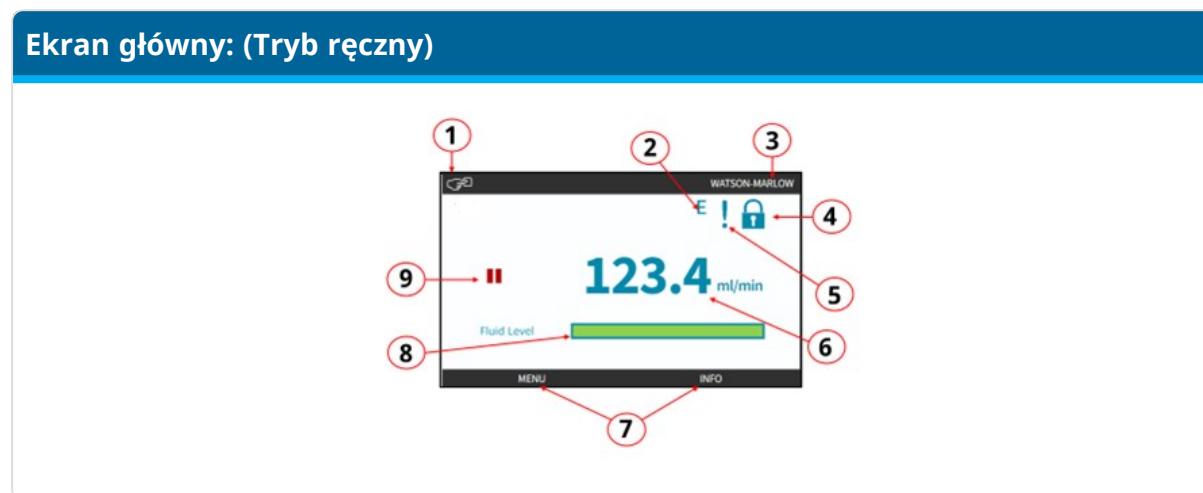 Ekran główny: (Tryb ręczny)
1
2
3
WATSON-MARLOW
E ! 4
9
123.4 ml/min
5
Fluid Level
8
6
MENU INFO
7